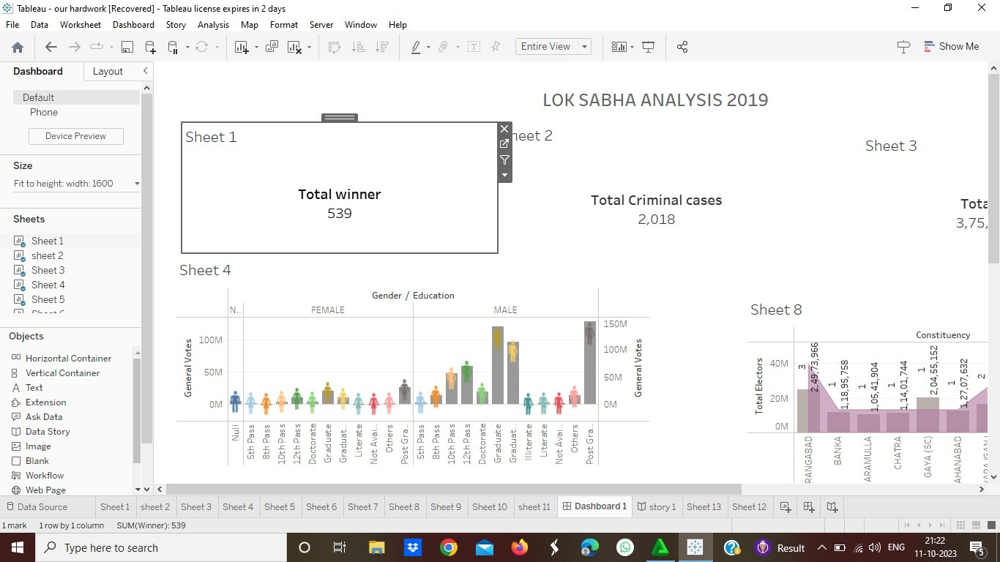 Tableau - our hardwork [Recovered] - Tableau license expires in 2 days
File Data Worksheet Dashboard Story Analysis Map Format Server Window Help
Entire View
Show Me
Dashboard Layout
Default
Phone
Device Preview
Size
Fit to height: width: 1600
Sheets
Sheet 1
sheet 2
Sheet 3
Sheet 4
Sheet 5
Objects
Horizontal Container
Vertical Container
Text
Extension
Ask Data
Data Story
Image
Blank
Workflow
Web Page
LOK SABHA ANALYSIS 2019
Sheet 1
Total winner
539
heet 2
Total Criminal cases
2,018
Sheet 3
Tota
3,75,
Sheet 4
Gender / Education
N.. FEMALE MALE
General Votes
100M
50M
0M
150M
100M
50M
0M
General Votes
Null
5th Pass
8th Pass
10th Pass
12th Pass
Doctorate
Graduate
Graduat..
Literate
Not Avai..
Others
Post Gra..
5th Pass
8th Pass
10th Pass
12th Pass
Doctorate
Graduate
Graduat..
Illiterate
Literate
Not Avai..
Others
Post Gra..
Sheet 8
Constituency
Total Electors
40M
20M
0M
3
2,49,73,966
1
1,18,95,758
1
1,05,41,904
1
1,14,01,744
1
2,04,55,152
1
1,27,07,632
2
RANGABAD
BANKA
ARAMULLA
CHATRA
GAYA (SC)
AHANABAD
Data Source Sheet 1 sheet 2 Sheet 3 Sheet 4 Sheet 5 Sheet 6 Sheet 7 Sheet 8 Sheet 9 Sheet 10 sheet 11 Dashboard 1 story 1 Sheet 13 Sheet 12
1 mark 1 row by 1 column SUM(Winner): 539
Type here to search
Result
ENG
21:22
11-10-2023
5